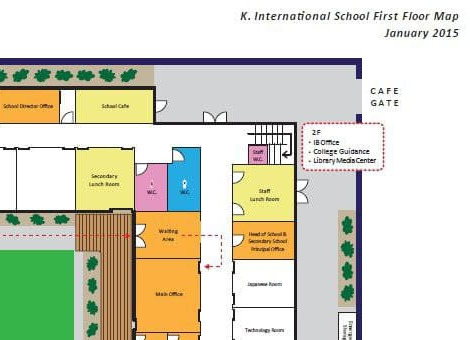 K. International School First Floor Map
January 2015
CAFE
GATE
School Director Office
School Cafe
2F
• IB Office
• College Guidance
• Library Media Center
Staff
W.C.
Secondary
Lunch Room
W.C.
W.C.
Staff
Lunch Room
Waiting
Area
Head of School &
Secondary School
Principal Office
Main Office
Japanese Room
Technology Room